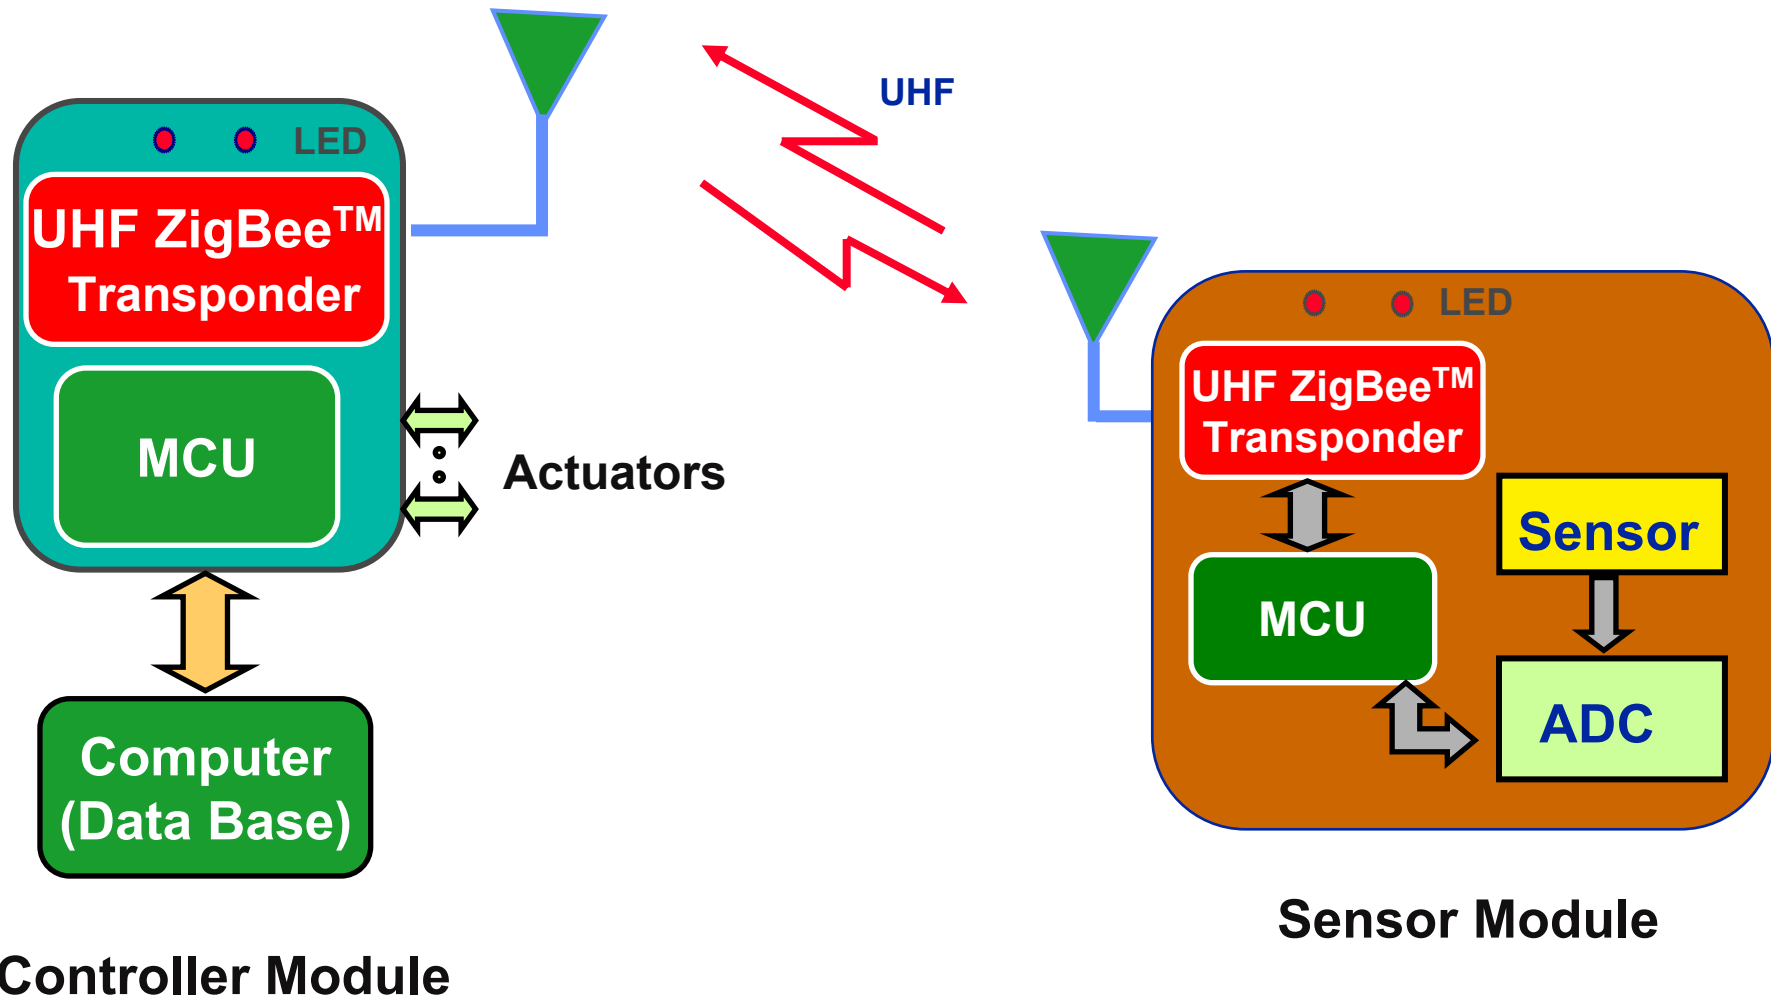 UHF
LED
UHF ZigBee™
Transponder
MCU
Actuators
Computer
(Data Base)
Controller Module
LED
UHF ZigBee™
Transponder
Sensor
MCU
ADC
Sensor Module